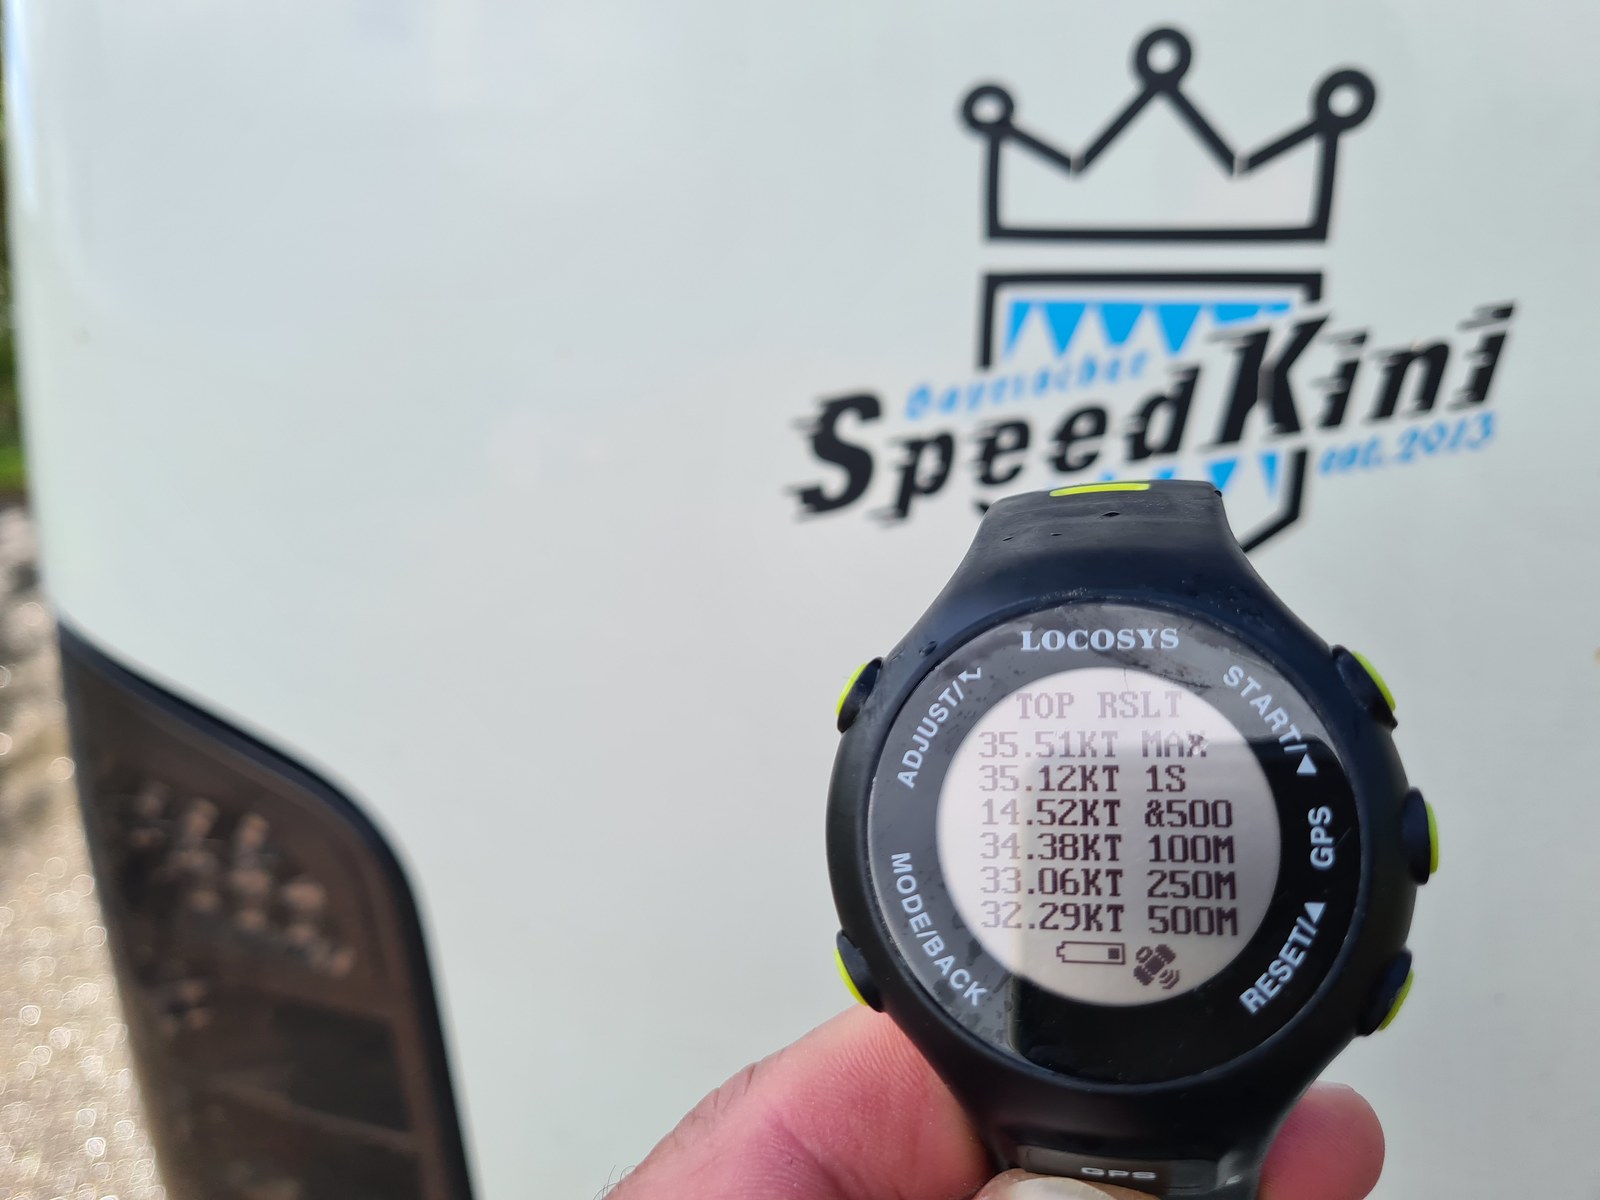 Bayrischer
SpeedKini
est. 2013
LOCOSYS
ADJUST/
START/▲
GPS
RESET/▲
MODE/BACK
TOP RSLT
35.51KT MAX
35.12KT 1S
14.52KT &500
34.38KT 100M
33.06KT 250M
32.29KT 500M
GPS